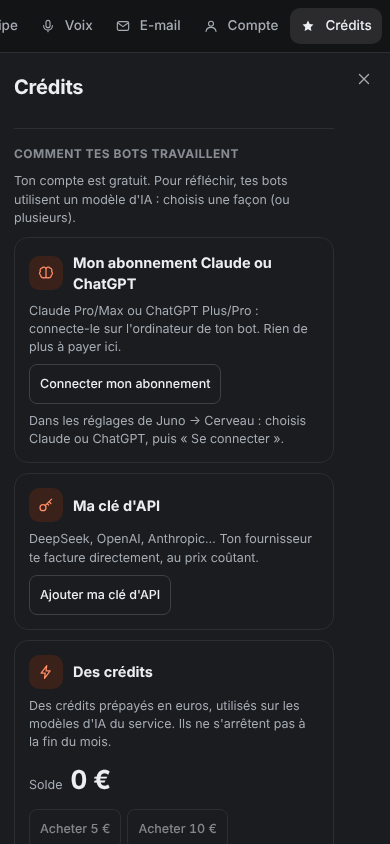 ipe
Voix
E-mail
Compte
Crédits
Crédits
COMMENT TES BOTS TRAVAILLENT
Ton compte est gratuit. Pour réfléchir, tes bots
utilisent un modèle d'IA : choisis une façon (ou
plusieurs).
Mon abonnement Claude ou
ChatGPT
Claude Pro/Max ou ChatGPT Plus/Pro :
connecte-le sur l'ordinateur de ton bot. Rien de
plus à payer ici.
Connecter mon abonnement
Dans les réglages de Juno → Cerveau : choisis
Claude ou ChatGPT, puis « Se connecter ».
Ma clé d'API
DeepSeek, OpenAI, Anthropic... Ton fournisseur
te facture directement, au prix coûtant.
Ajouter ma clé d'API
Des crédits
Des crédits prépayés en euros, utilisés sur les
modèles d'IA du service. Ils ne s'arrêtent pas à
la fin du mois.
Solde 0 €
Acheter 5 €
Acheter 10 €